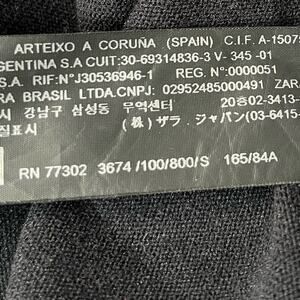 ARTEIXO A CORUÑA (SPAIN) C.I.F. A-15075
GENTINA S.A CUIT:30-69314836-3 V- 345 -01
S.A. RIF:N°J30536946-1 REG. N°:0000051
RA BRASIL LTDA.CNPJ: 02952485000491 ZAR
시 강남구 삼성동 무역센터 20층02-3413-
질표시 (株) ザラ・ジャパン(03-6415-
RN 77302 3674 /100/800/S 165/84A